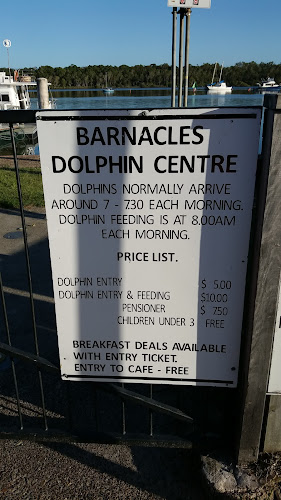 BARNACLES
DOLPHIN CENTRE
DOLPHINS NORMALLY ARRIVE
AROUND 7 - 7.30 EACH MORNING.
DOLPHIN FEEDING IS AT 8.00AM
EACH MORNING.
PRICE LIST.
DOLPHIN ENTRY $ 5.00
DOLPHIN ENTRY & FEEDING $10.00
PENSIONER $ 7.50
CHILDREN UNDER 3 FREE
BREAKFAST DEALS AVAILABLE
WITH ENTRY TICKET.
ENTRY TO CAFE - FREE